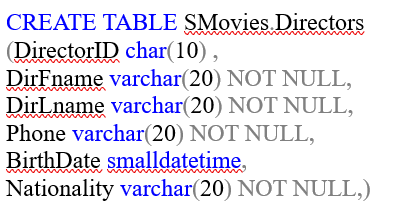 CREATE TABLE SMovies.Directors
(DirectorID char(10) ,
DirFname varchar(20) NOT NULL,
DirLname varchar(20) NOT NULL,
Phone varchar(20) NOT NULL,
BirthDate smalldatetime,
Nationality varchar(20) NOT NULL,)